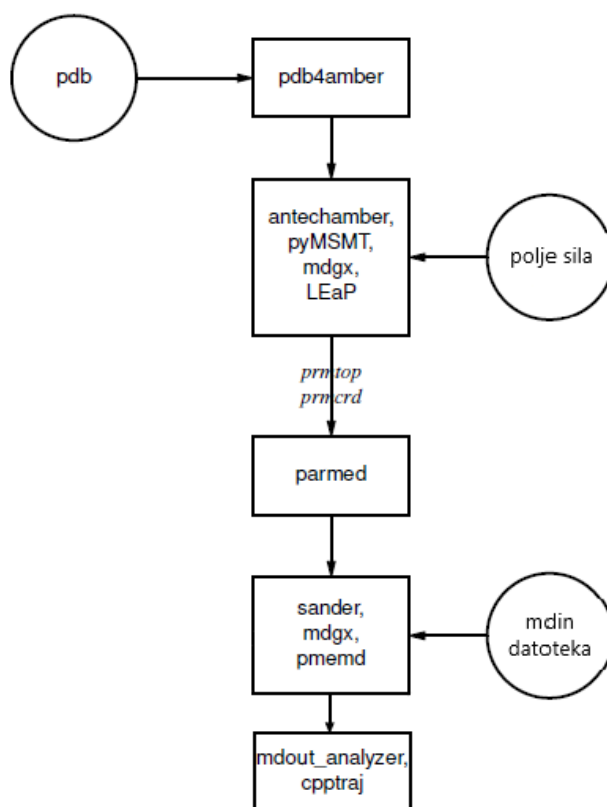 pdb
pdb4amber
antechamber,
pyMSMT,
mdgx,
LEaP
polje sila
prmtop
prmcrd
parmed
sander,
mdgx,
pmemd
mdin
datoteka
mdout_analyzer,
cpptraj